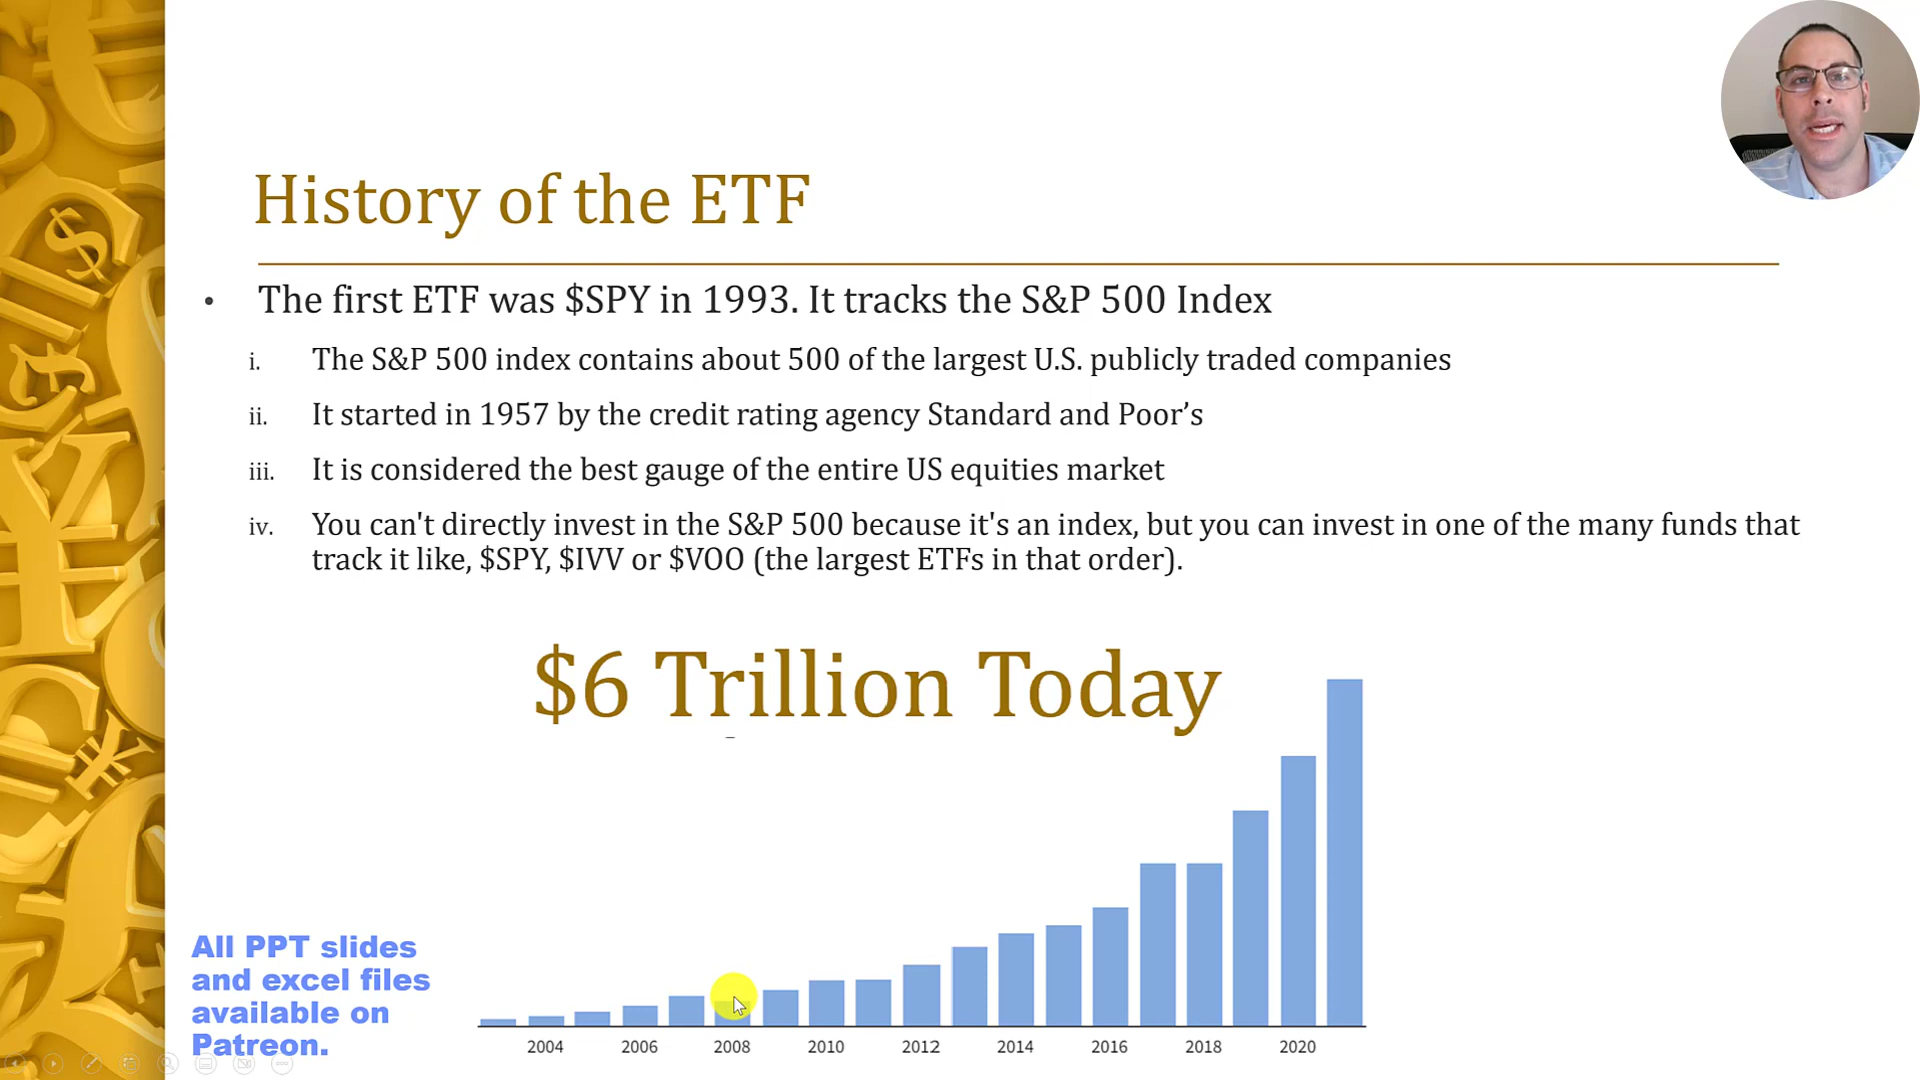 History of the ETF
• The first ETF was $SPY in 1993. It tracks the S&P 500 Index
i. The S&P 500 index contains about 500 of the largest U.S. publicly traded companies
ii. It started in 1957 by the credit rating agency Standard and Poor’s
iii. It is considered the best gauge of the entire US equities market
iv. You can't directly invest in the S&P 500 because it's an index, but you can invest in one of the many funds that
track it like, $SPY, $IVV or $VOO (the largest ETFs in that order).
$6 Trillion Today
All PPT slides
and excel files
available on
Patreon.
2004 2006 2008 2010 2012 2014 2016 2018 2020